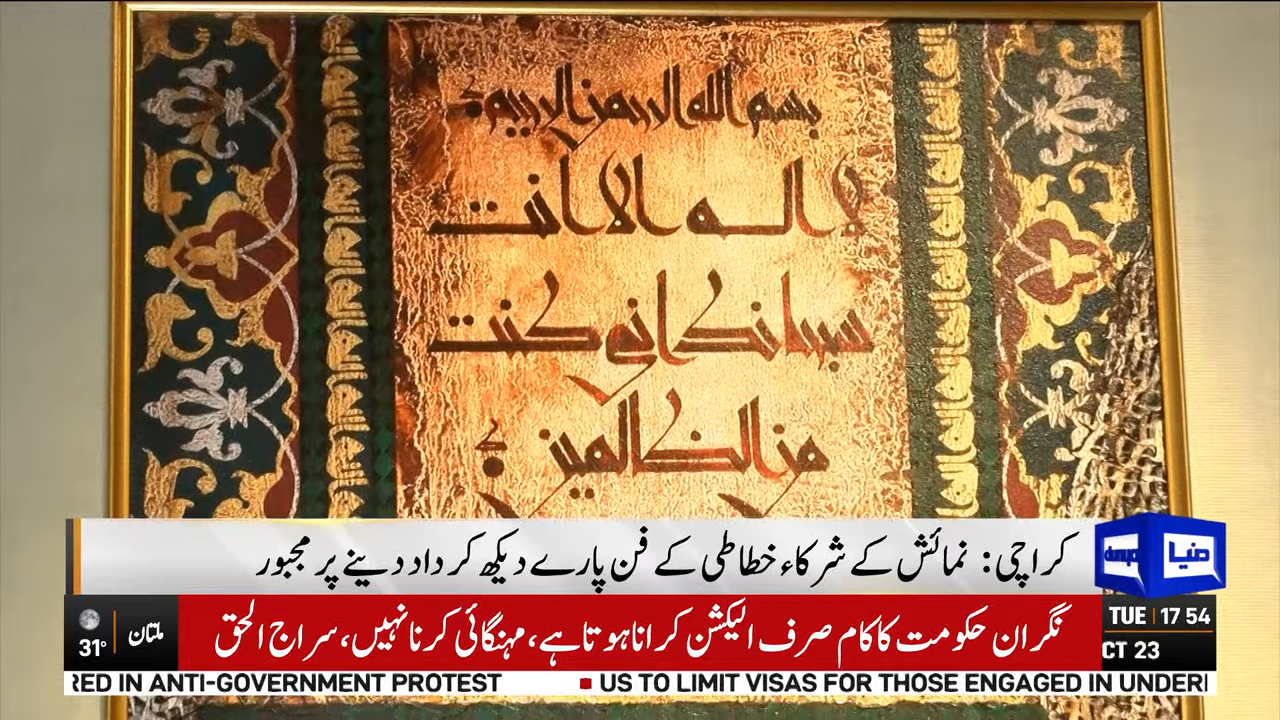 بسم الله الرحمن الرحيم
لا اله الا انت
سبحانك انى كنت
من الظالمين
کراچی: نمائش کے شرکاء خطاطی کے فن پارے دیکھ کر داد دینے پر مجبور
دنیا
نگران حکومت کا کام صرف الیکشن کرانا ہوتا ہے، مہنگائی کرنا نہیں، سراج الحق
ملتان
31°
TUE 17 54
CT 23
RED IN ANTI-GOVERNMENT PROTEST
US TO LIMIT VISAS FOR THOSE ENGAGED IN UNDERI